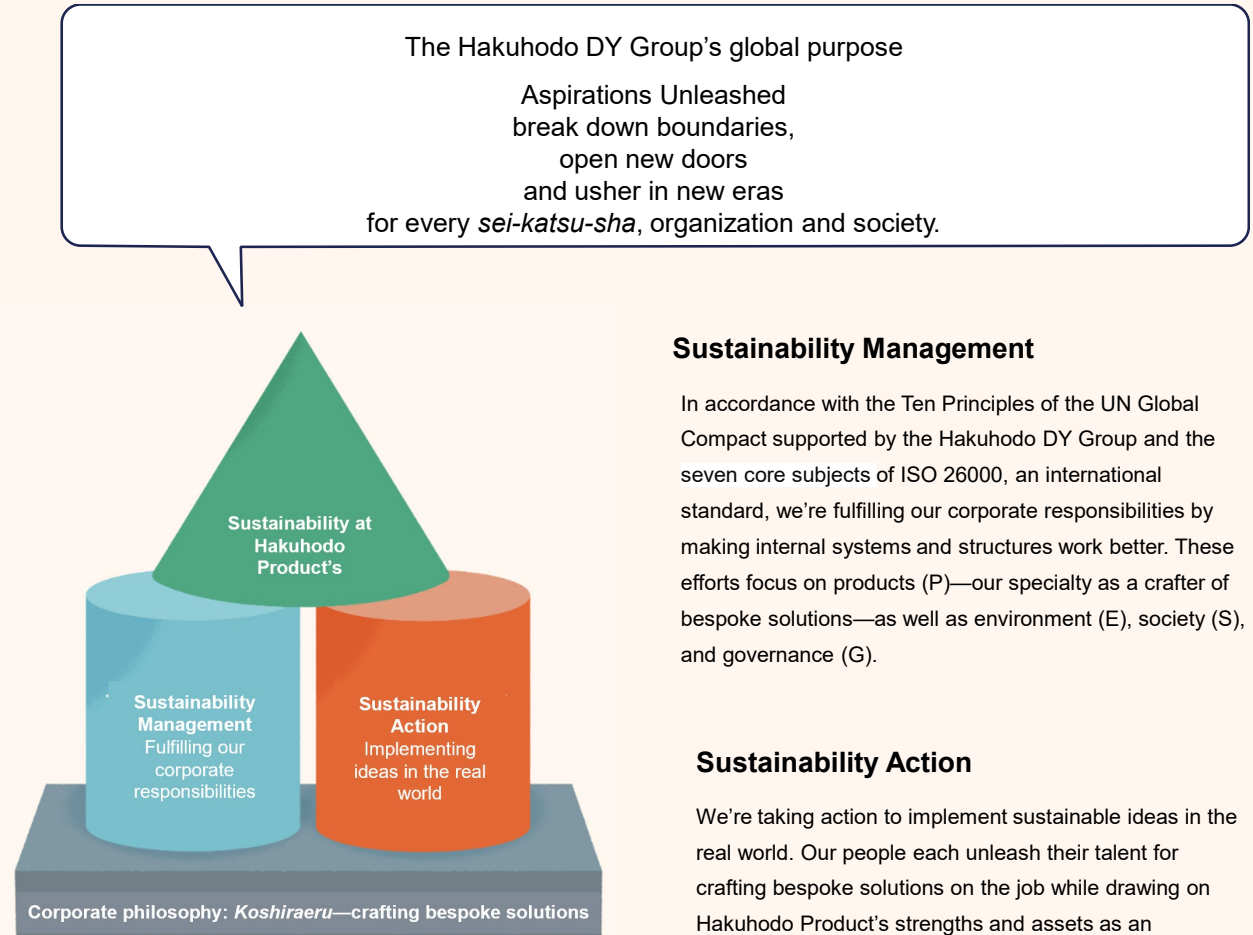 The Hakuhodo DY Group's global purpose
Aspirations Unleashed
break down boundaries,
open new doors
and usher in new eras
for every sei-katsu-sha, organization and society.
Sustainability at
Hakuhodo
Product's
Sustainability
Management
Fulfilling our
corporate
responsibilities
Sustainability
Action
Implementing
ideas in the real
world
Corporate philosophy: Koshiraeru—crafting bespoke solutions
Sustainability Management
In accordance with the Ten Principles of the UN Global
Compact supported by the Hakuhodo DY Group and the
seven core subjects of ISO 26000, an international
standard, we're fulfilling our corporate responsibilities by
making internal systems and structures work better. These
efforts focus on products (P)—our specialty as a crafter of
bespoke solutions—as well as environment (E), society (S),
and governance (G).
Sustainability Action
We're taking action to implement sustainable ideas in the
real world. Our people each unleash their talent for
crafting bespoke solutions on the job while drawing on
Hakuhodo Product's strengths and assets as an